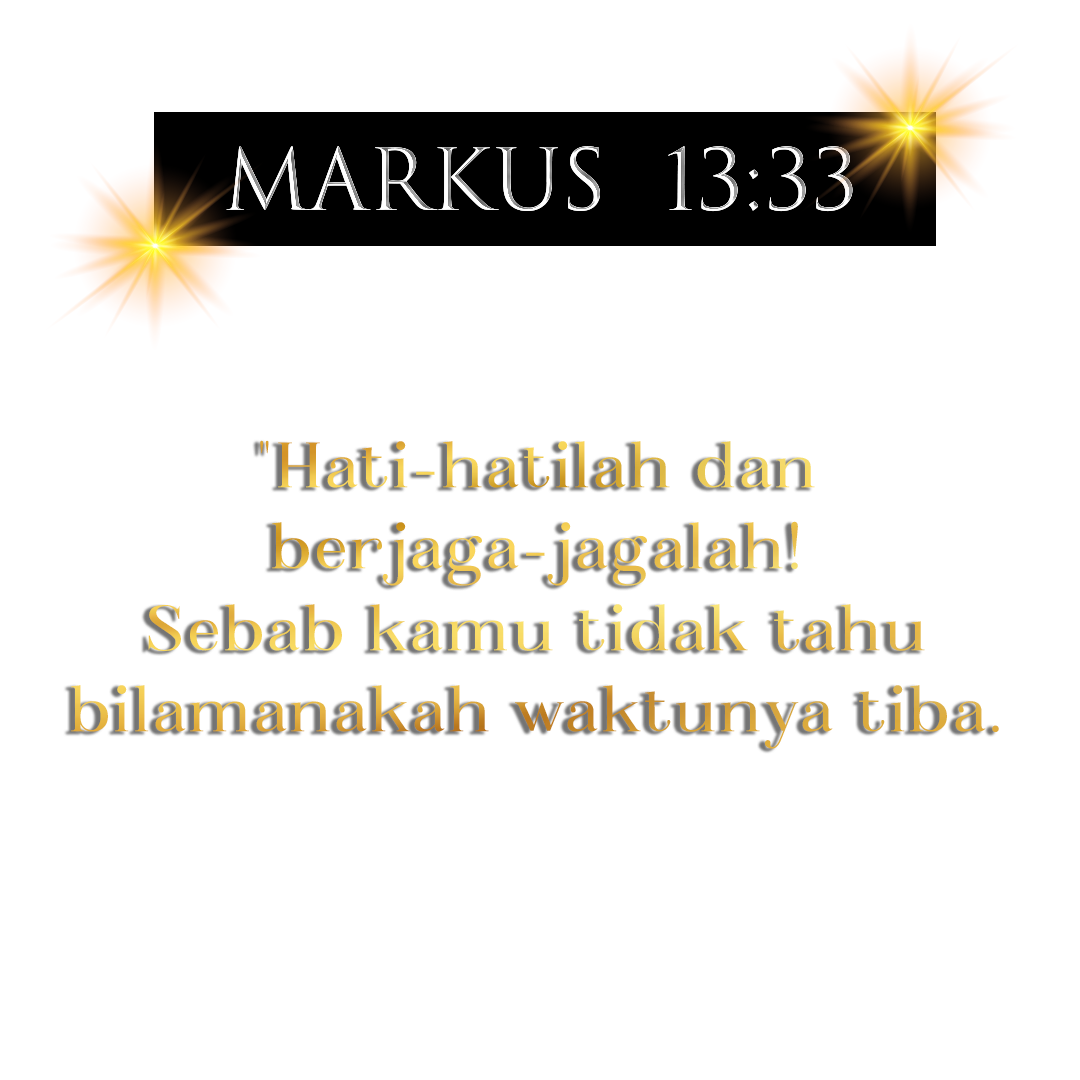 MARKUS 13:33
"Hati-hatilah dan
berjaga-jagalah!
Sebab kamu tidak tahu
bilamanakah waktunya tiba.